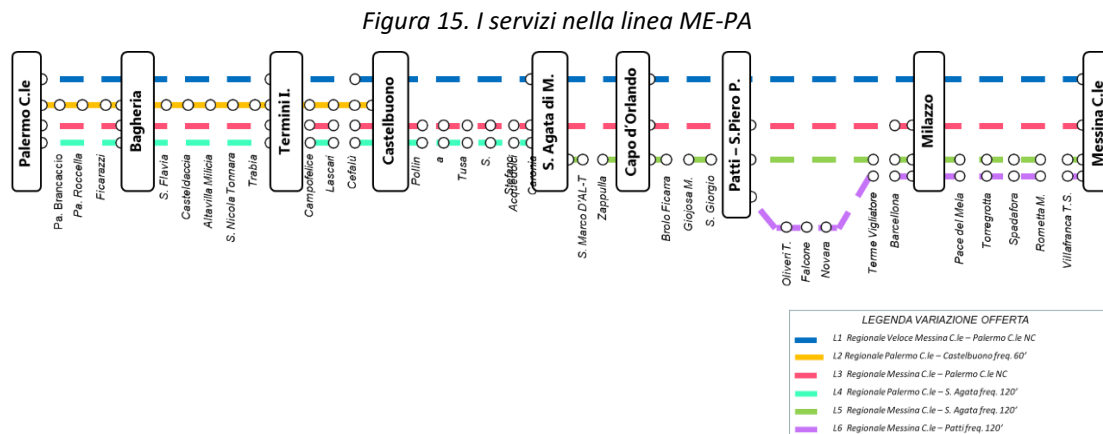 Figura 15. I servizi nella linea ME-PA
Palermo C.le
Pa. Brancaccio
Pa. Roccella
Ficarazzi
Bagheria
S. Flavia
Casteldaccia
Altavilla Milicia
S. Nicola Tonnara
Trabia
Termini I.
Campofelice
Lascari
Cefalù
Castelbuono
Pollin
a
Tusa
S.
Stefano
Acquedolci
Caronia
S. Agata di M.
S. Marco D'AL-T
Zappulla
Capo d'Orlando
Brolo Ficarra
Giojosa M.
S. Giorgio
Patti – S.Piero P.
Oliveri T.
Falcone
Novara
Terme Vigliatore
Barcellona
Milazzo
Pace del Mela
Torregrotta
Spadafora
Rometta M.
Villafranca T.S.
Messina C.le
LEGENDA VARIAZIONE OFFERTA
L1 Regionale Veloce Messina C.le – Palermo C.le NC
L2 Regionale Palermo C.le – Castelbuono freq. 60'
L3 Regionale Messina C.le – Palermo C.le NC
L4 Regionale Palermo C.le – S. Agata freq. 120'
L5 Regionale Messina C.le – S. Agata freq. 120'
L6 Regionale Messina C.le – Patti freq. 120'